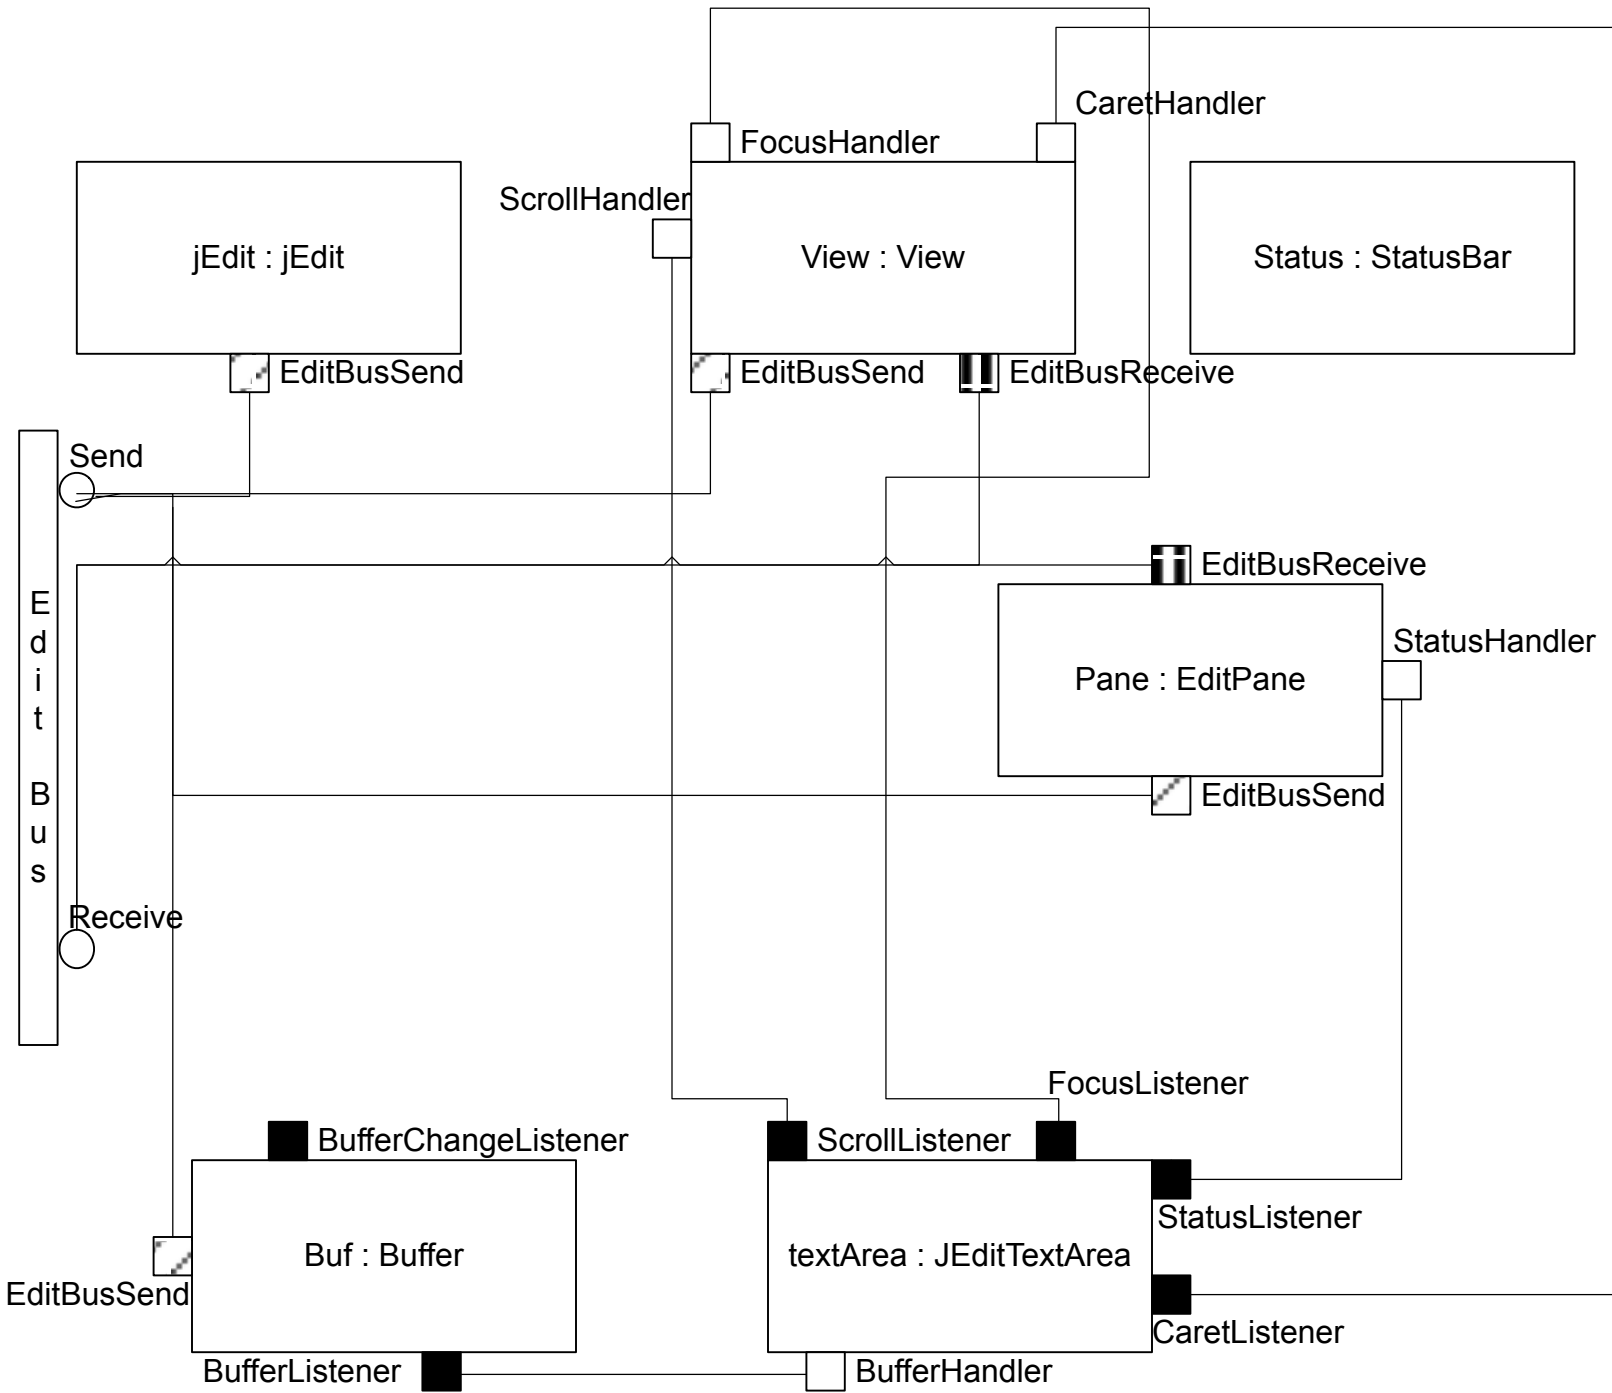 CaretHandler
FocusHandler
ScrollHandler
jEdit : jEdit
View : View
Status : StatusBar
EditBusSend
EditBusSend
EditBusReceive
Send
EditBusReceive
E
d
i
t
B
u
s
StatusHandler
Pane : EditPane
EditBusSend
Receive
FocusListener
BufferChangeListener
ScrollListener
StatusListener
Buf : Buffer
textArea : JEditTextArea
EditBusSend
CaretListener
BufferListener
BufferHandler